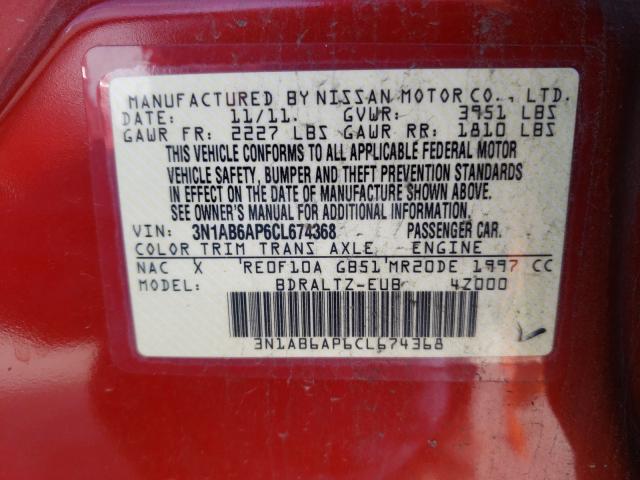 MANUFACTURED BY NISSAN MOTOR CO., LTD.
DATE: 11/11. GVWR: 3951 LBS
GAWR FR: 2227 LBS GAWR RR: 1810 LBS
THIS VEHICLE CONFORMS TO ALL APPLICABLE FEDERAL MOTOR
VEHICLE SAFETY, BUMPER AND THEFT PREVENTION STANDARDS
IN EFFECT ON THE DATE OF MANUFACTURE SHOWN ABOVE.
SEE OWNER'S MANUAL FOR ADDITIONAL INFORMATION.
VIN: 3N1AB6AP6CL674368 PASSENGER CAR.
COLOR TRIM TRANS AXLE ENGINE
NAC X RE0F10A GB51 MR20DE 1997 CC
MODEL: BDRALTZ-EUB 4Z000
3N1AB6AP6CL674368